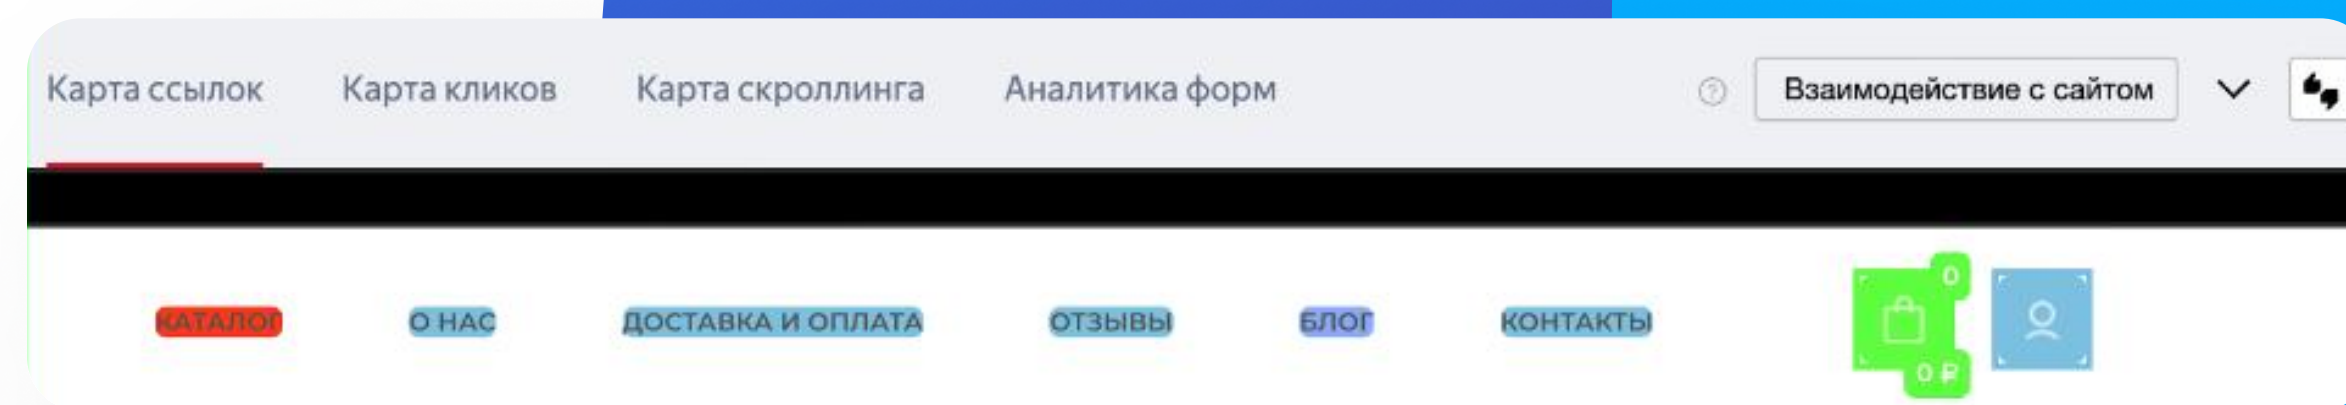 Карта ссылок Карта кликов Карта скроллинга Аналитика форм ? Взаимодействие с сайтом
КАТАЛОГ О НАС ДОСТАВКА И ОПЛАТА ОТЗЫВЫ БЛОГ КОНТАКТЫ
0
0 ₽